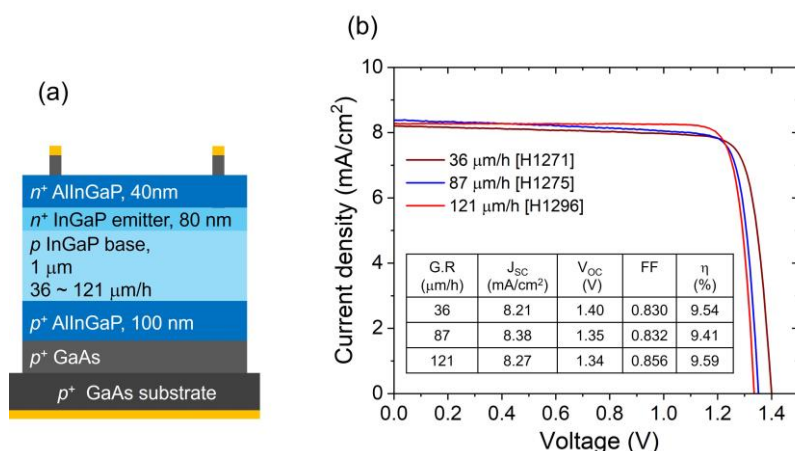 (a)
n⁺ AlInGaP, 40nm
n⁺ InGaP emitter, 80 nm
p InGaP base,
1 μm
36 ~ 121 μm/h
p⁺ AlInGaP, 100 nm
p⁺ GaAs
p⁺ GaAs substrate
(b)
Current density (mA/cm²)
10
8
6
4
2
0
36 μm/h [H1271]
87 μm/h [H1275]
121 μm/h [H1296]
G.R J_SC V_OC FF η
(μm/h) (mA/cm²) (V) (%)
36 8.21 1.40 0.830 9.54
87 8.38 1.35 0.832 9.41
121 8.27 1.34 0.856 9.59
0.0 0.2 0.4 0.6 0.8 1.0 1.2 1.4
Voltage (V)